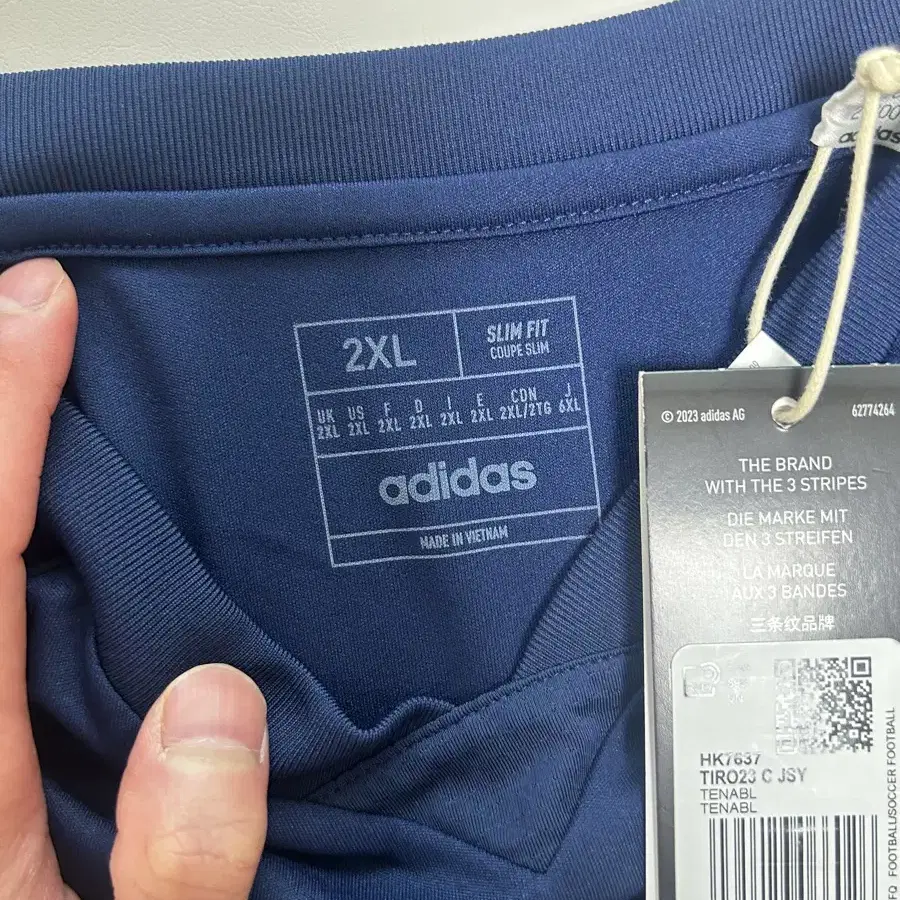 2XL
SLIM FIT
COUPE SLIM
UK US F D I E CDN J
2XL 2XL 2XL 2XL 2XL 2XL 2XL/2TG 6XL
adidas
MADE IN VIETNAM
adidas
© 2023 adidas AG
62774264
THE BRAND
WITH THE 3 STRIPES
DIE MARKE MIT
DEN 3 STREIFEN
LA MARQUE
AUX 3 BANDES
三条纹品牌
HK7637
TIRO23 C JSY
TENABL
TENABL
FQ FOOTBALL/SOCCER FOOTBALL